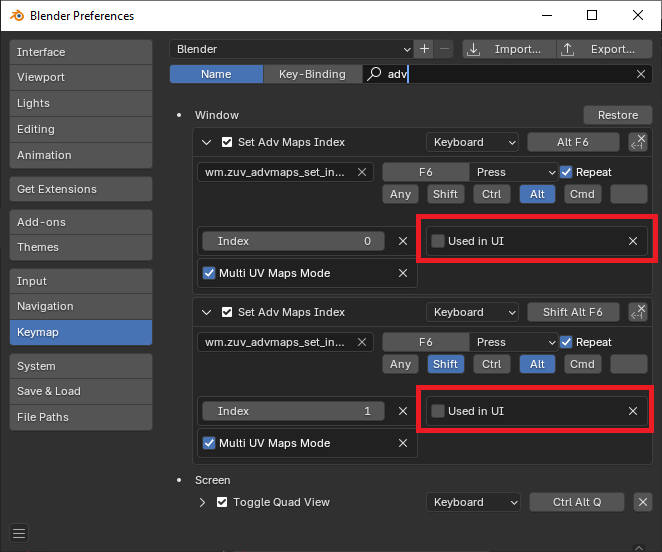 Blender Preferences
Interface
Viewport
Lights
Editing
Animation
Get Extensions
Add-ons
Themes
Input
Navigation
Keymap
System
Save & Load
File Paths
Blender
Import...
Export...
Name
Key-Binding
adv
Window
Restore
Set Adv Maps Index
Keyboard
Alt F6
wm.zuv_advmaps_set_in...
F6
Press
Repeat
Any
Shift
Ctrl
Alt
Cmd
Index 0
Used in UI
Multi UV Maps Mode
Set Adv Maps Index
Keyboard
Shift Alt F6
wm.zuv_advmaps_set_in...
F6
Press
Repeat
Any
Shift
Ctrl
Alt
Cmd
Index 1
Used in UI
Multi UV Maps Mode
Screen
Toggle Quad View
Keyboard
Ctrl Alt Q